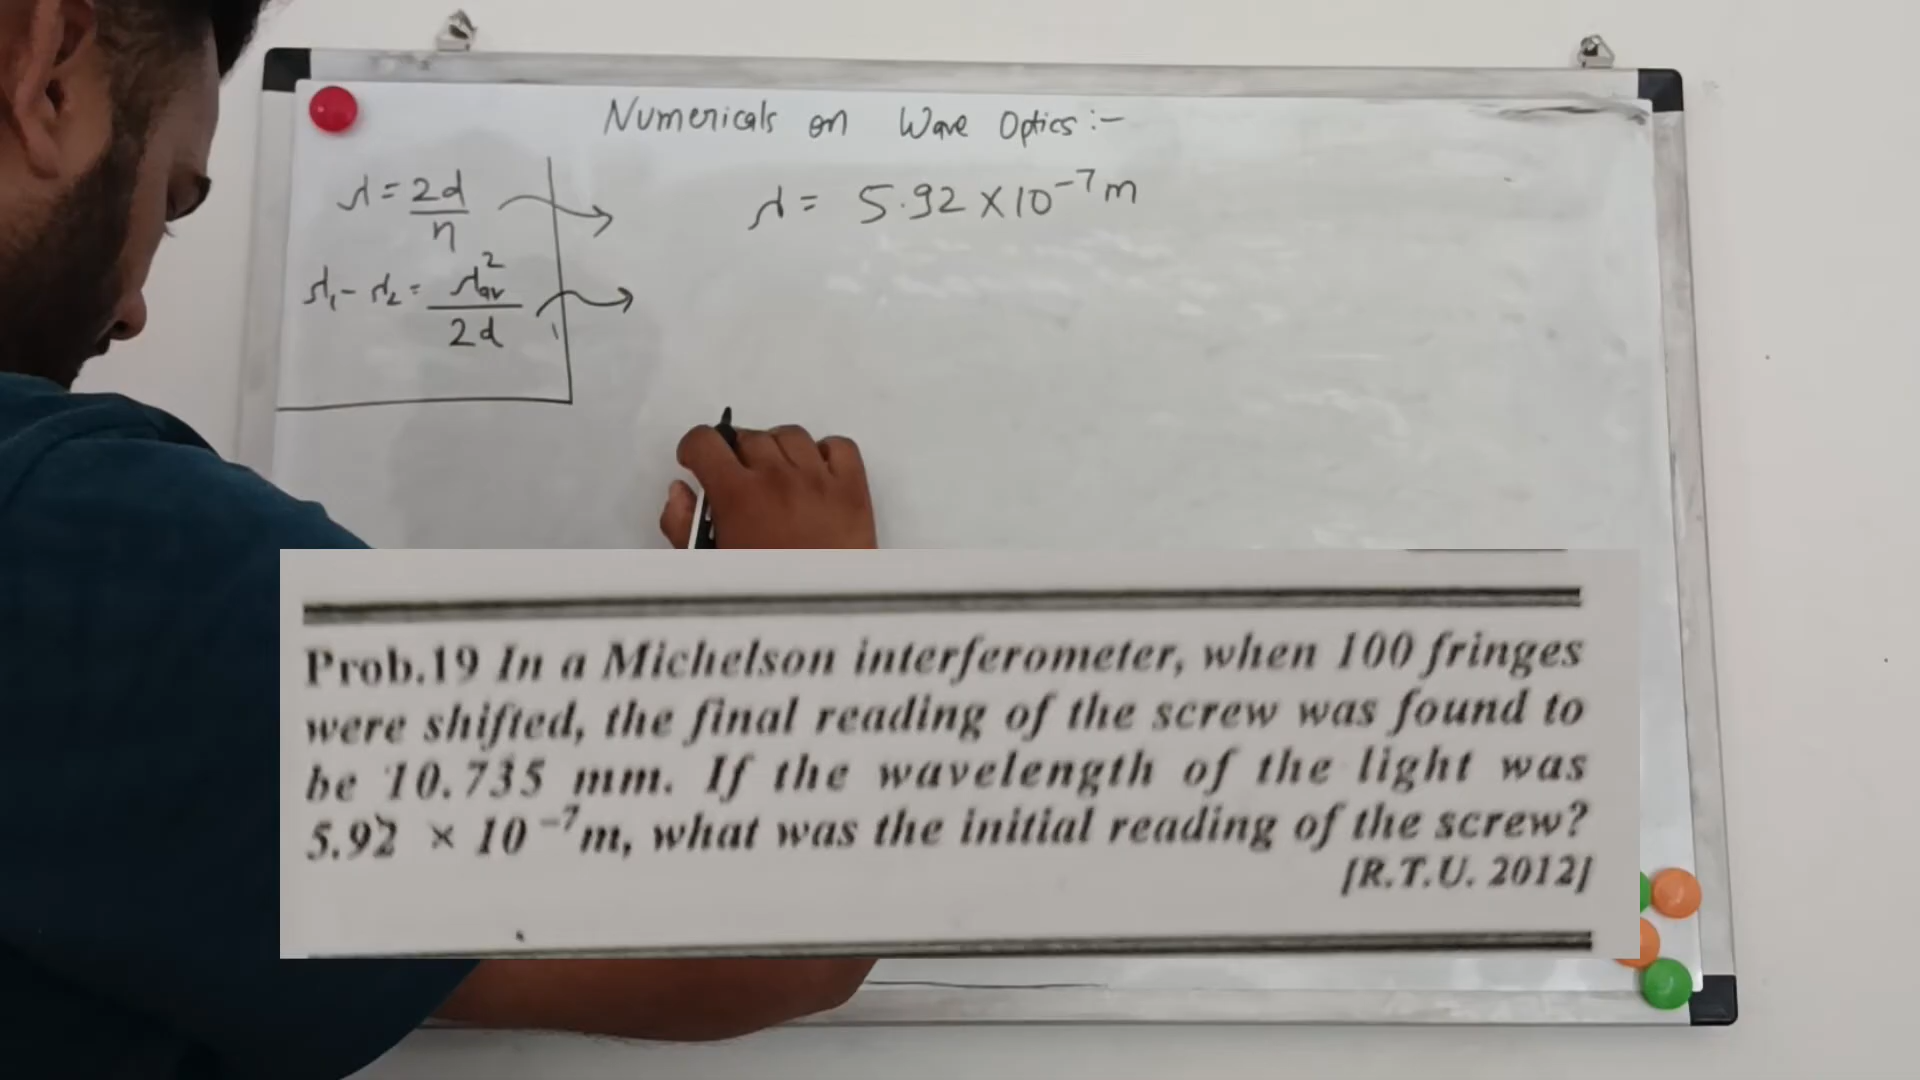 Numericals on Wave Optics :-
λ = 2d/n
λ = 5.92 × 10⁻⁷ m
λ₁ - λ₂ = λav²/2d
Prob.19 In a Michelson interferometer, when 100 fringes
were shifted, the final reading of the screw was found to
be 10.735 mm. If the wavelength of the light was
5.92 × 10⁻⁷ m, what was the initial reading of the screw?
[R.T.U. 2012]